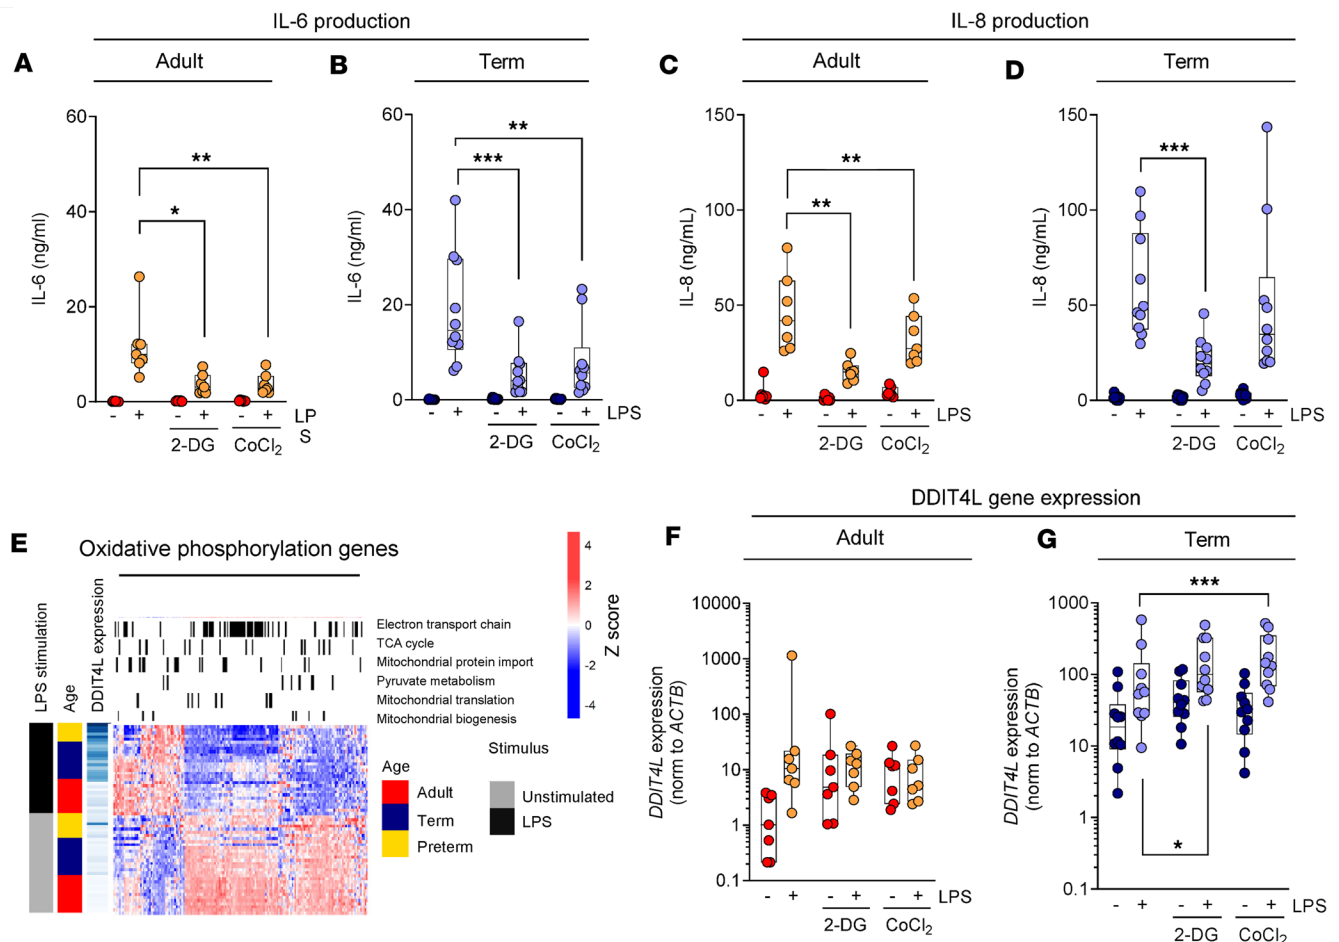 IL-6 production
IL-8 production
A
Adult
B
Term
C
Adult
D
Term
60
40
20
0
IL-6 (ng/ml)
**
*
- + - + - + LP
S
2-DG CoCl2
60
40
20
0
IL-6 (ng/ml)
**
***
- + - + - + LPS
2-DG CoCl2
150
100
50
0
IL-8 (ng/mL)
**
**
- + - + - + LPS
2-DG CoCl2
150
100
50
0
IL-8 (ng/mL)
***
- + - + - + LPS
2-DG CoCl2
E
Oxidative phosphorylation genes
LPS stimulation
Age
DDIT4L expression
Electron transport chain
TCA cycle
Mitochondrial protein import
Pyruvate metabolism
Mitochondrial translation
Mitochondrial biogenesis
4
2
0
-2
-4
Z score
Age
Adult
Term
Preterm
Stimulus
Unstimulated
LPS
DDIT4L gene expression
F
Adult
G
Term
10000
1000
100
10
1
0.1
DDIT4L expression
(norm to ACTB)
- + - + - + LPS
2-DG CoCl2
1000
100
10
1
0.1
DDIT4L expression
(norm to ACTB)
***
*
- + - + - + LPS
2-DG CoCl2